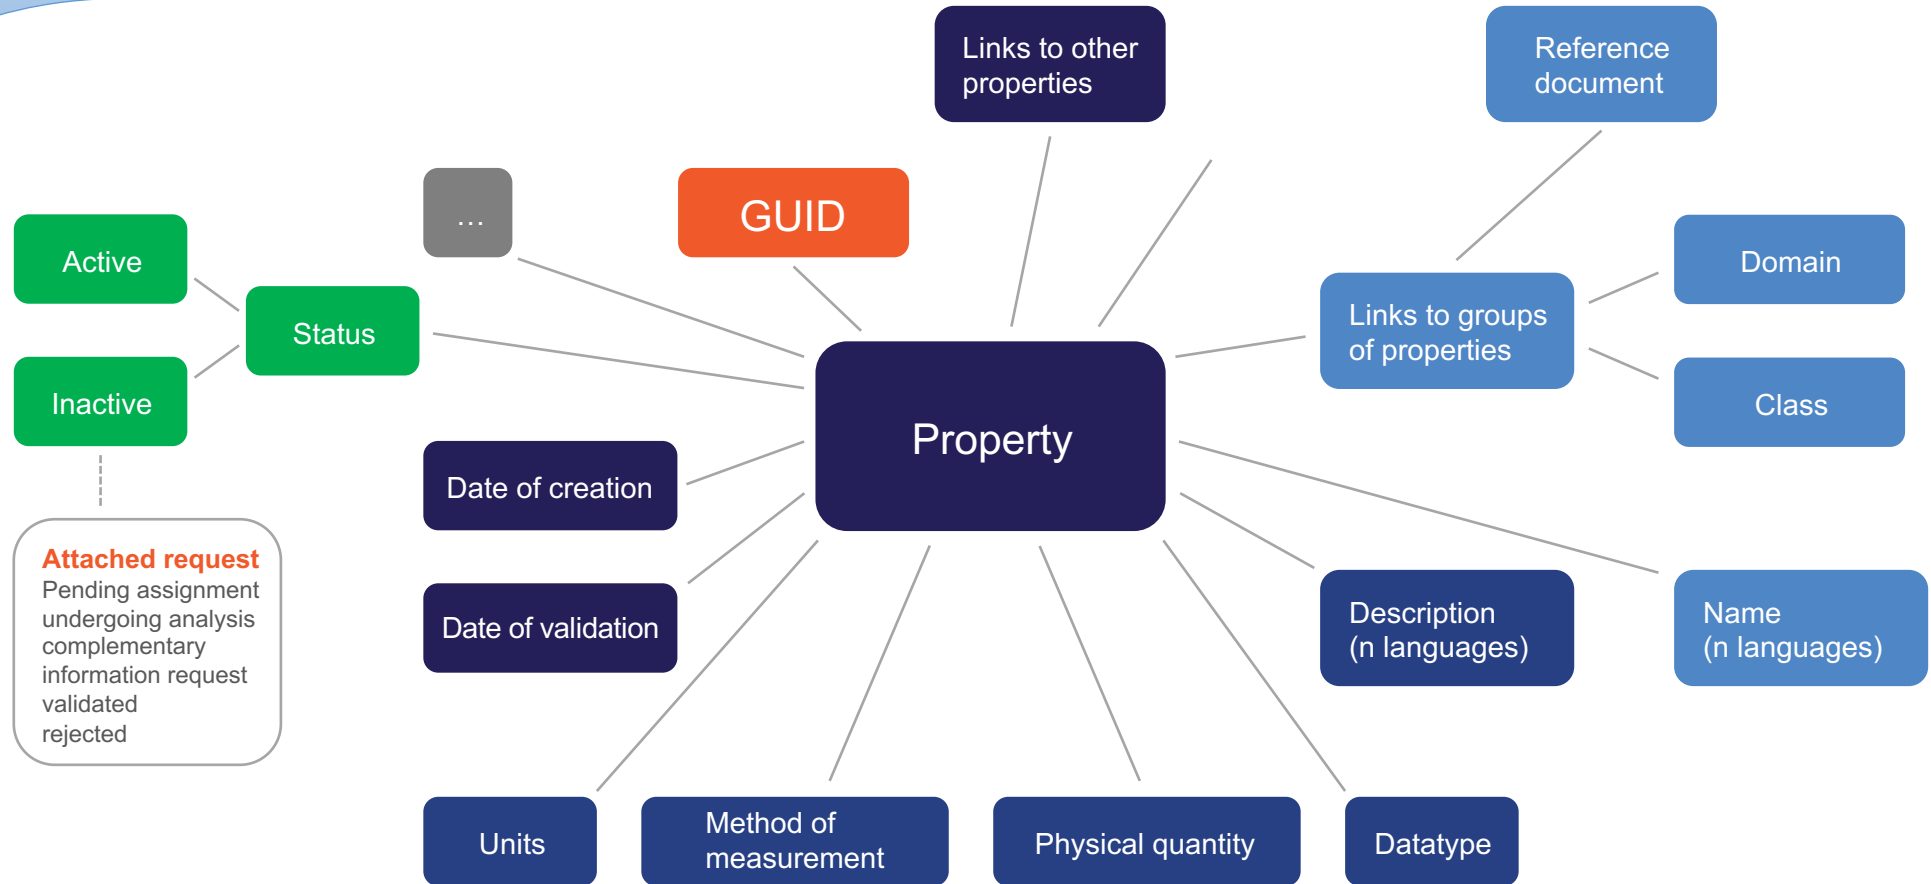 Links to other
properties
Reference
document
...
GUID
Active
Domain
Status
Links to groups
of properties
Inactive
Class
Property
Date of creation
Attached request
Pending assignment
undergoing analysis
complementary
information request
validated
rejected
Date of validation
Description
(n languages)
Name
(n languages)
Units
Method of
measurement
Physical quantity
Datatype